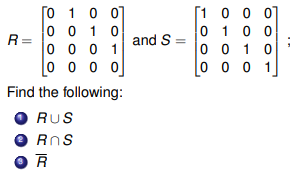 R = [0 1 0 0; 0 0 1 0; 0 0 0 1; 0 0 0 0] and S = [1 0 0 0; 0 1 0 0; 0 0 1 0; 0 0 0 1];
Find the following:
1 R ∪ S
2 R ∩ S
3 R̅